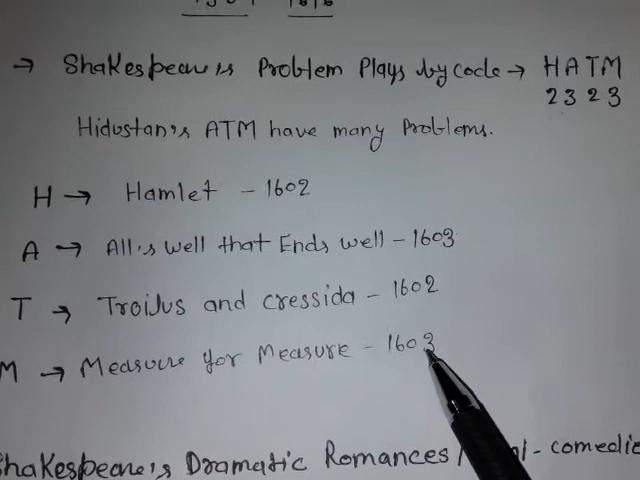 → Shakespeare's Problem Plays by code → HATM
2323
Hidustan's ATM have many Problems.
H → Hamlet - 1602
A → All's well that Ends well - 1603
T → Troilus and Cressida - 1602
M → Measure for Measure - 1603
Shakespeare's Dramatic Romances /